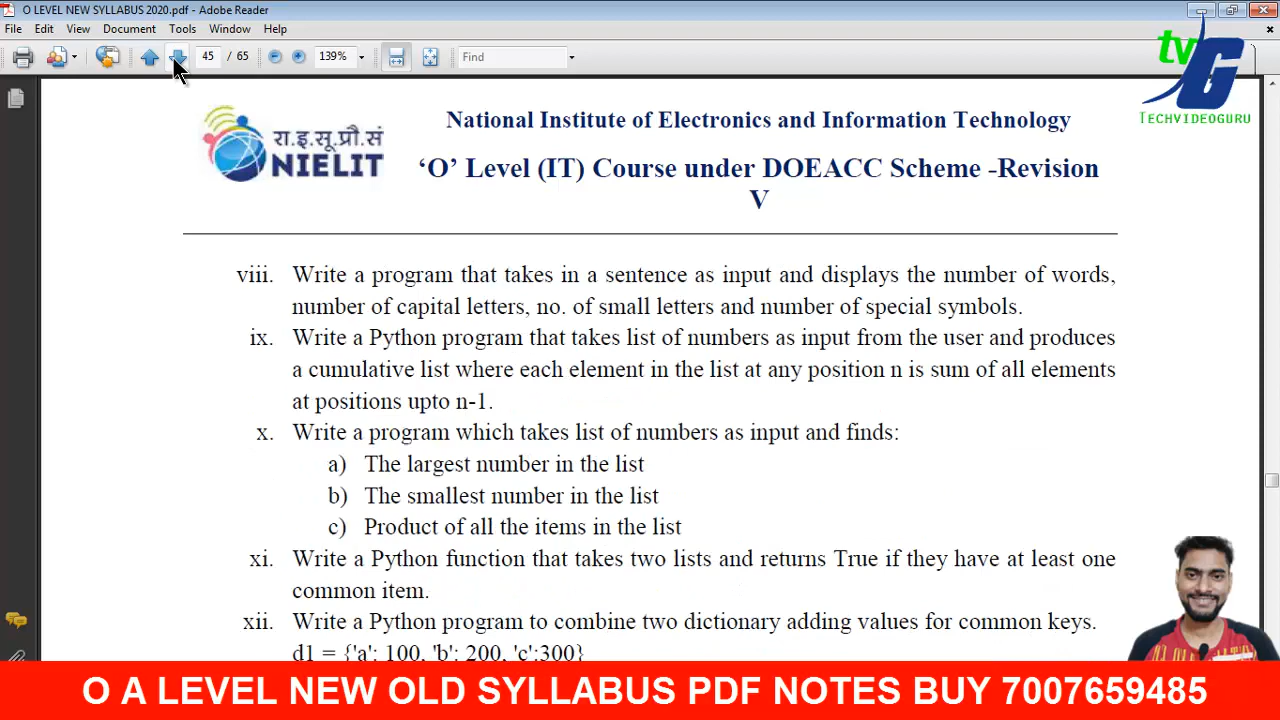 O LEVEL NEW SYLLABUS 2020.pdf - Adobe Reader
File Edit View Document Tools Window Help
45 / 65 139% Find
tv
G
TECHVIDEOGURU
रा.इ.सू.प्रौ.सं
NIELIT
National Institute of Electronics and Information Technology
‘O’ Level (IT) Course under DOEACC Scheme -Revision
V
viii. Write a program that takes in a sentence as input and displays the number of words,
number of capital letters, no. of small letters and number of special symbols.
ix. Write a Python program that takes list of numbers as input from the user and produces
a cumulative list where each element in the list at any position n is sum of all elements
at positions upto n-1.
x. Write a program which takes list of numbers as input and finds:
a) The largest number in the list
b) The smallest number in the list
c) Product of all the items in the list
xi. Write a Python function that takes two lists and returns True if they have at least one
common item.
xii. Write a Python program to combine two dictionary adding values for common keys.
d1 = {'a': 100, 'b': 200, 'c':300}
O A LEVEL NEW OLD SYLLABUS PDF NOTES BUY 7007659485